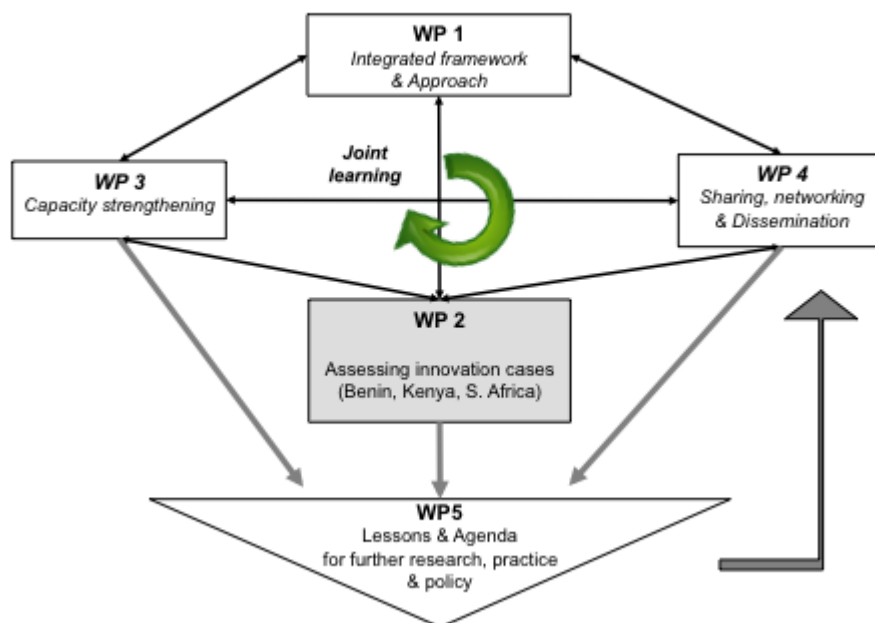 WP 1
Integrated framework
& Approach
Joint
learning
WP 3
Capacity strengthening
WP 4
Sharing, networking
& Dissemination
WP 2
Assessing innovation cases
(Benin, Kenya, S. Africa)
WP5
Lessons & Agenda
for further research, practice
& policy